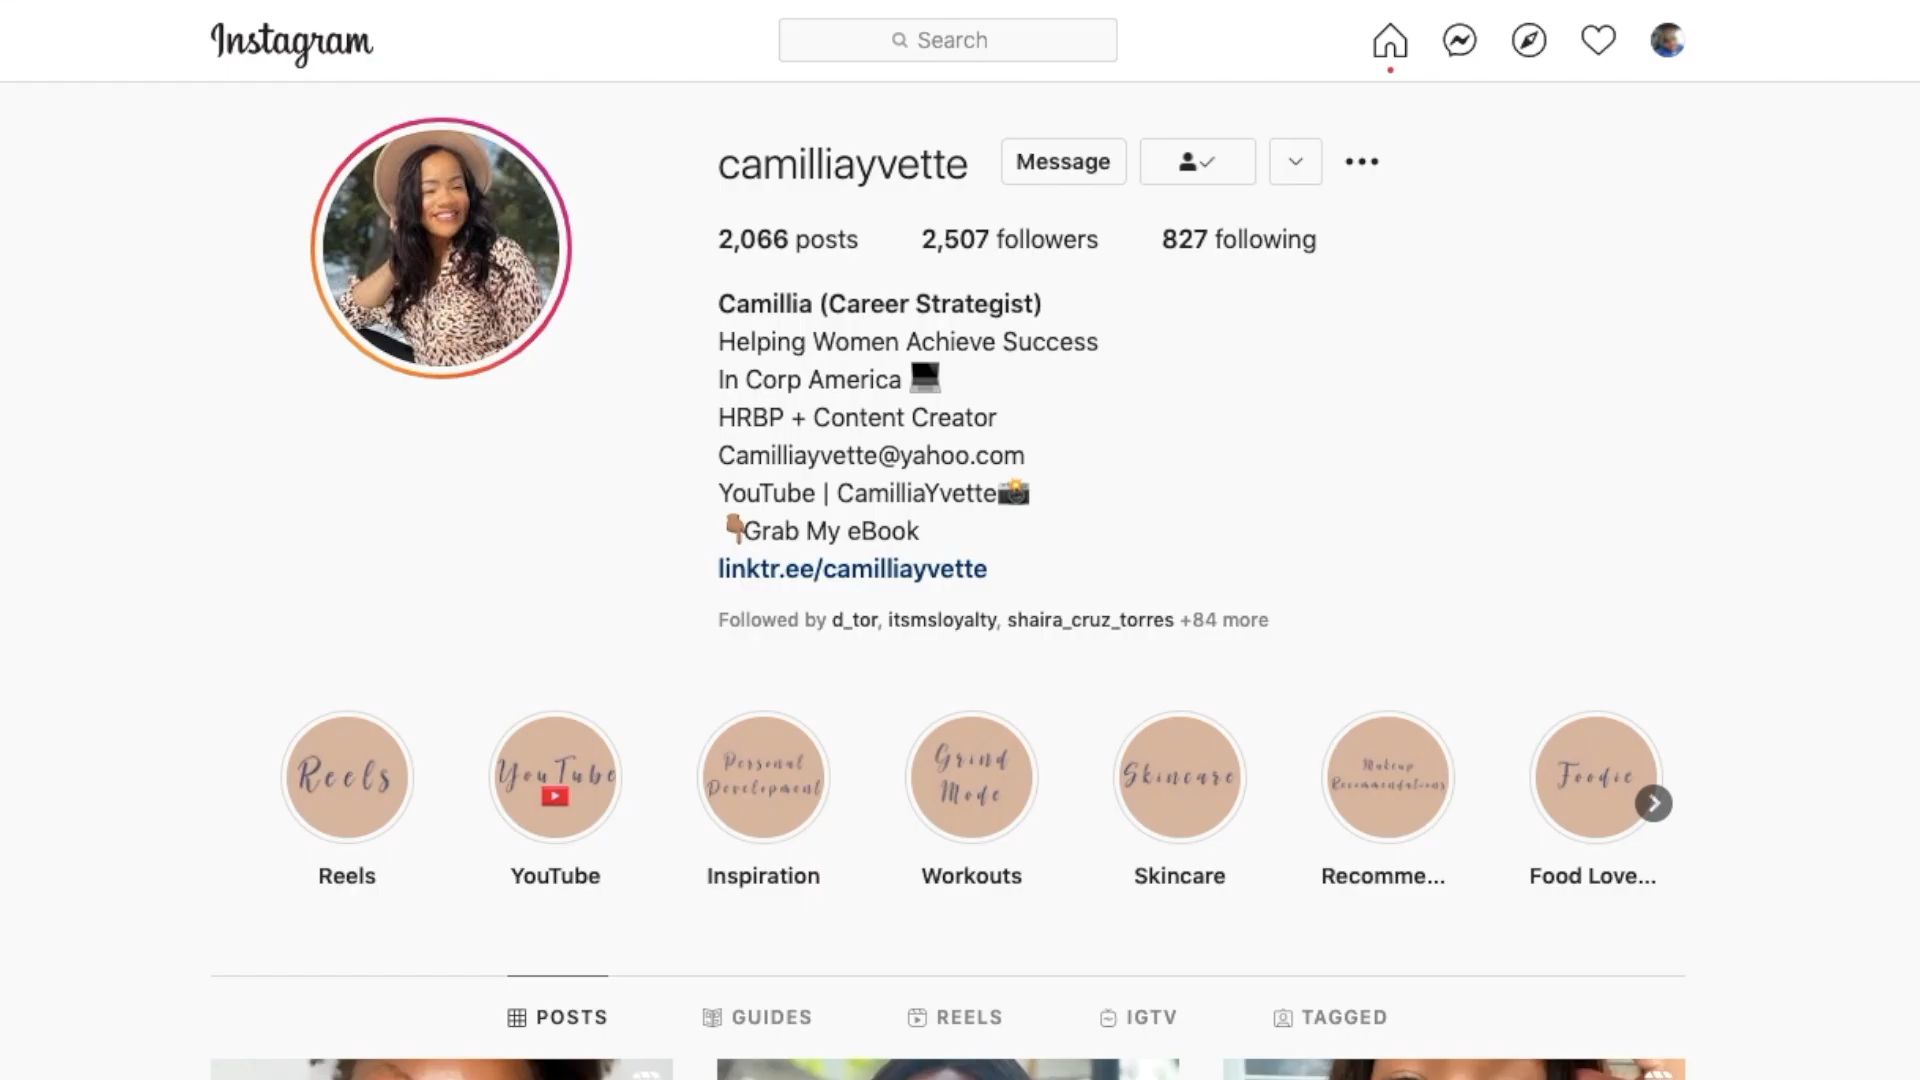 Instagram
Search
camilliayvette
Message
2,066 posts 2,507 followers 827 following
Camillia (Career Strategist)
Helping Women Achieve Success
In Corp America 💻
HRBP + Content Creator
Camilliayvette@yahoo.com
YouTube | CamilliaYvette📸
👇🏽Grab My eBook
linktr.ee/camilliayvette
Followed by d_tor, itsmsloyalty, shaira_cruz_torres +84 more
Reels
YouTube
Personal
Development
Grind
Mode
Skincare
Makeup
Recommendations
Foodie
Reels YouTube Inspiration Workouts Skincare Recomme... Food Love...
POSTS GUIDES REELS IGTV TAGGED